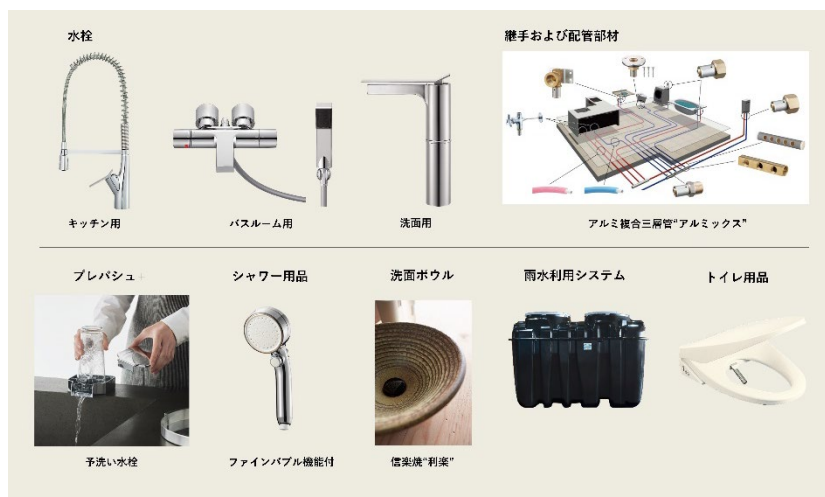 水栓
継手および配管部材
キッチン用
バスルーム用
洗面用
アルミ複合三層管“アルミックス”
プレパシュ+
シャワー用品
洗面ボウル
雨水利用システム
トイレ用品
予洗い水栓
ファインバブル機能付
信楽焼“利楽”